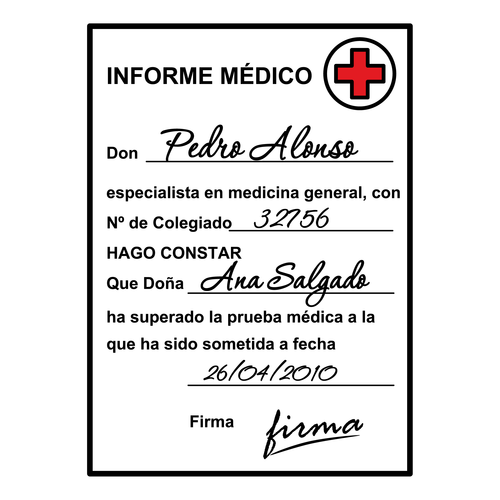 INFORME MÉDICO
Don Pedro Alonso
especialista en medicina general, con
Nº de Colegiado 32756
HAGO CONSTAR
Que Doña Ana Salgado
ha superado la prueba médica a la
que ha sido sometida a fecha
26/04/2010
Firma firma